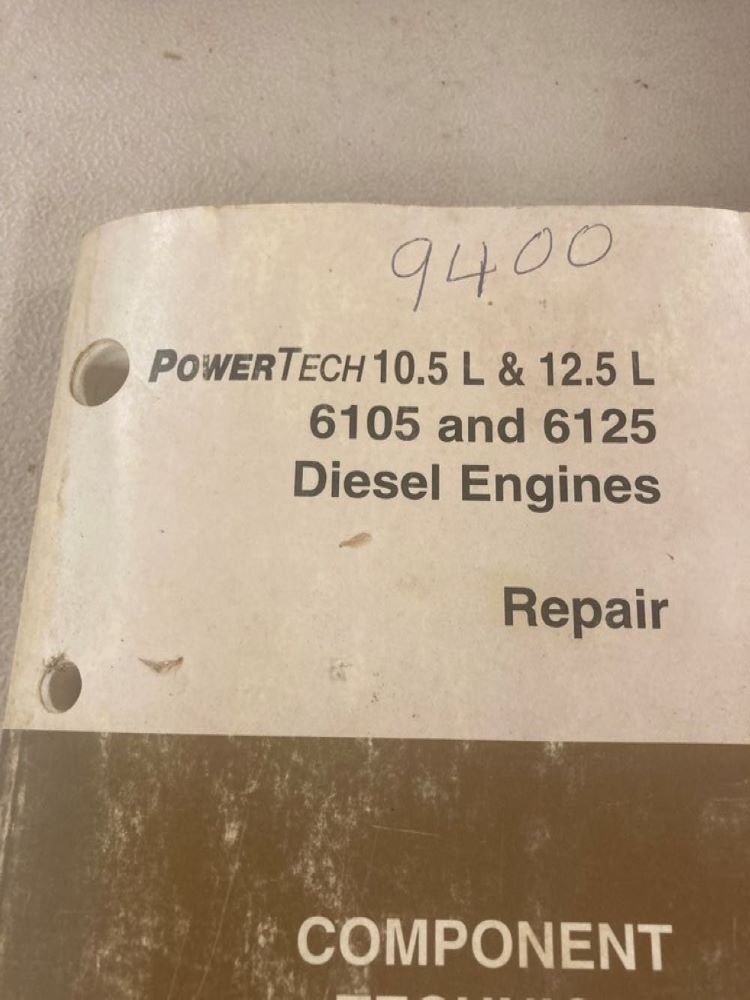 9400
POWERTECH 10.5 L & 12.5 L
6105 and 6125
Diesel Engines
Repair
COMPONENT